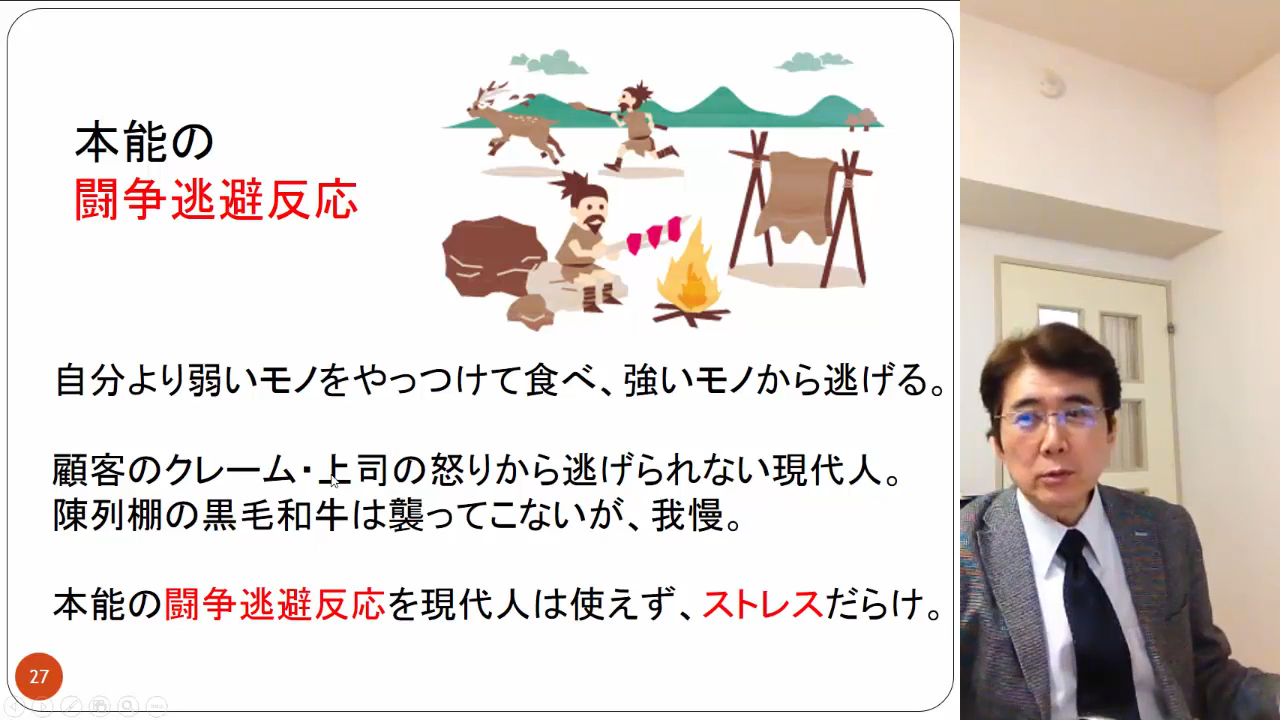 本能の
闘争逃避反応
自分より弱いモノをやっつけて食べ、強いモノから逃げる。
顧客のクレーム・上司の怒りから逃げられない現代人。
陳列棚の黒毛和牛は襲ってこないが、我慢。
本能の闘争逃避反応を現代人は使えず、ストレスだらけ。
27